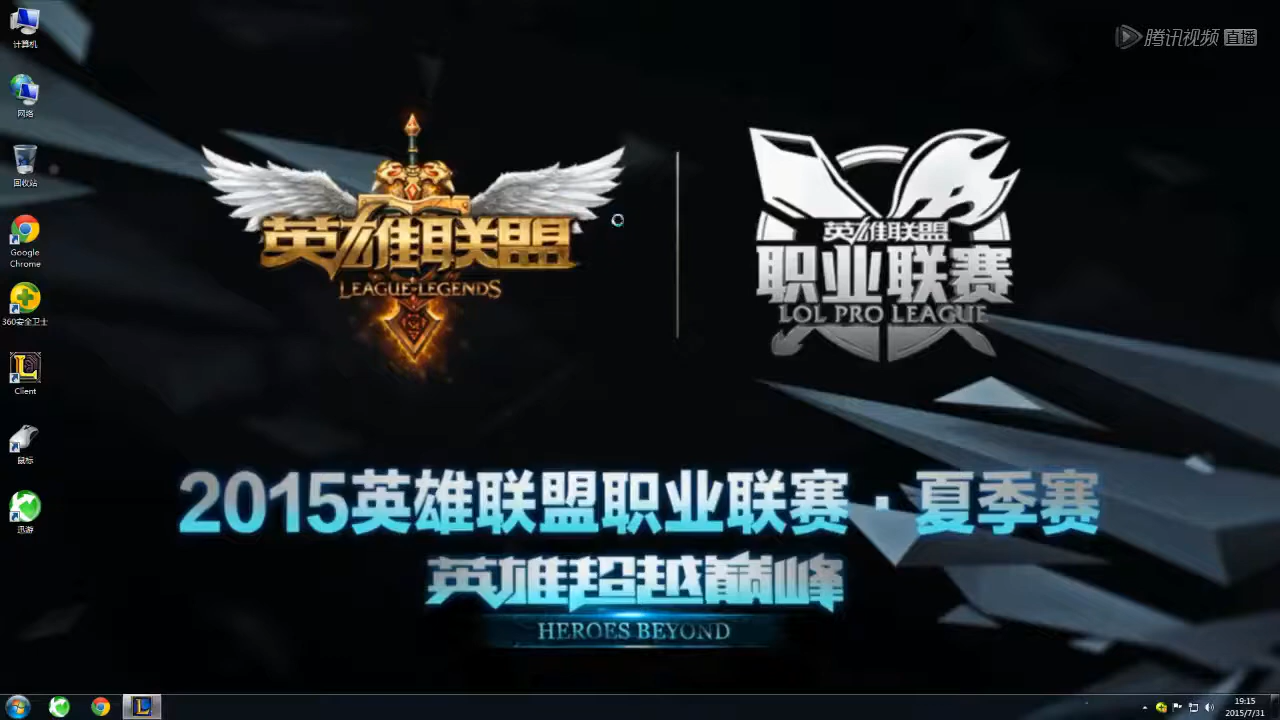 计算机
网络
回收站
Google
Chrome
360安全卫士
Client
鼠标
迅游
腾讯视频 直播
英雄联盟
LEAGUE OF LEGENDS
英雄联盟
职业联赛
LOL PRO LEAGUE
2015英雄联盟职业联赛·夏季赛
英雄超越巅峰
HEROES BEYOND
19:15
2015/7/31